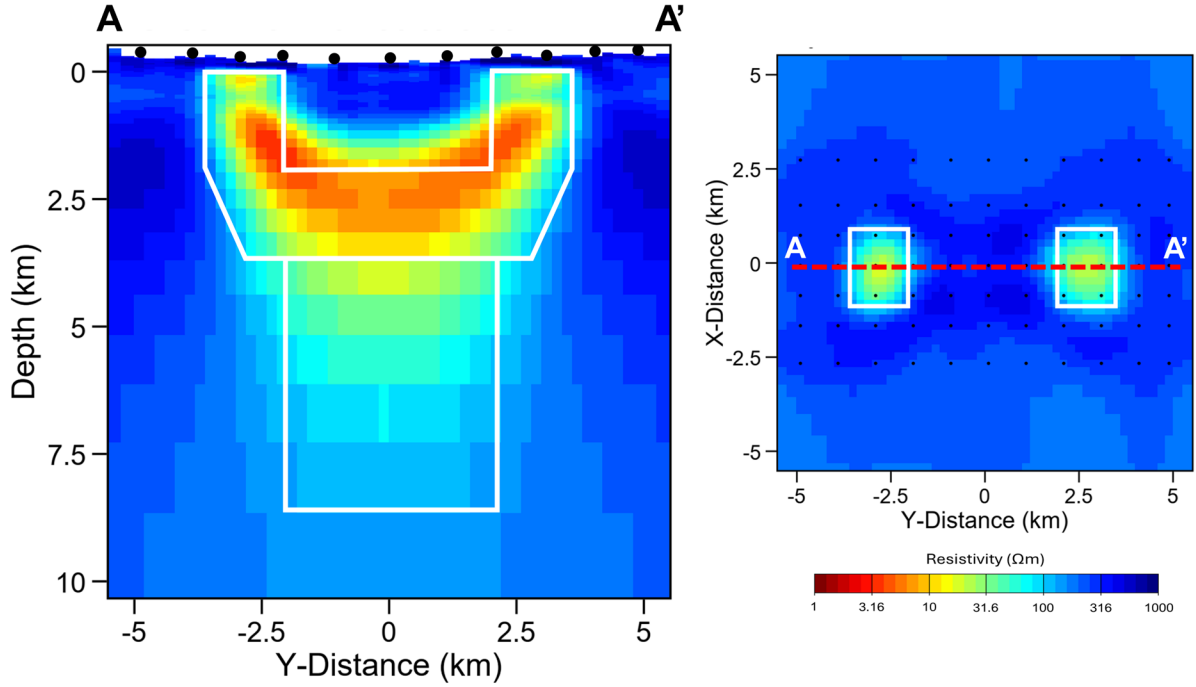 A
A'
0
2.5
5
7.5
10
Depth (km)
-5
-2.5
0
2.5
5
Y-Distance (km)
5
2.5
0
-2.5
-5
X-Distance (km)
A
A'
-5
-2.5
0
2.5
5
Y-Distance (km)
Resistivity (Ωm)
1 3.16 10 31.6 100 316 1000